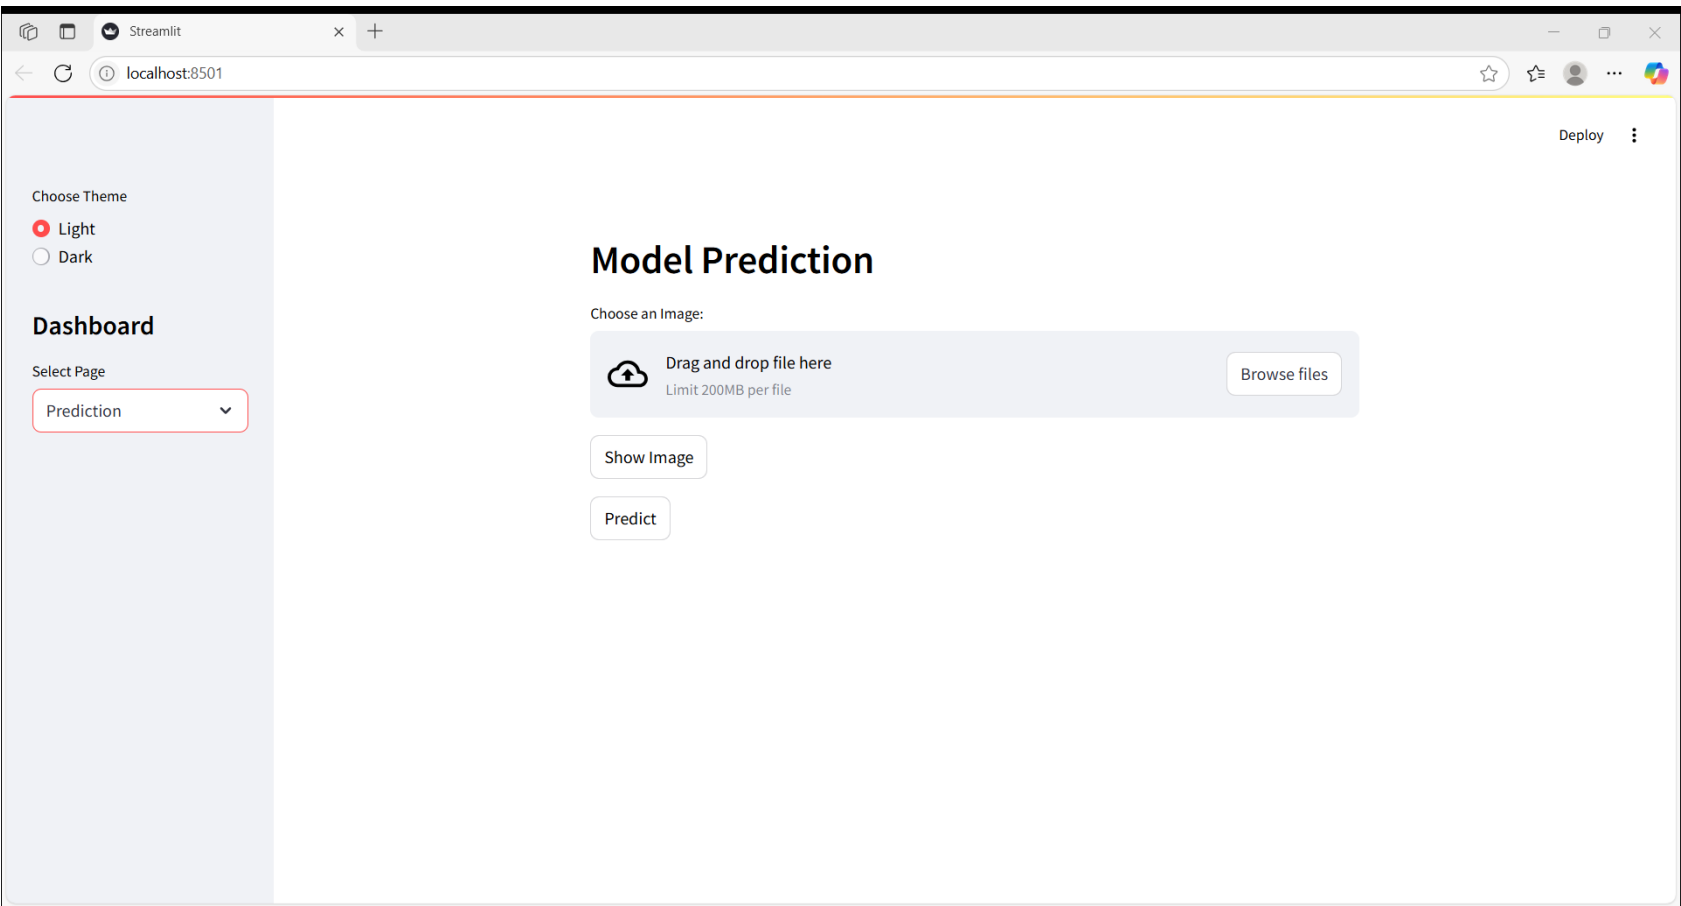 Streamlit
localhost:8501
Deploy
Choose Theme
Light
Dark
Dashboard
Select Page
Prediction
Model Prediction
Choose an Image:
Drag and drop file here
Limit 200MB per file
Browse files
Show Image
Predict